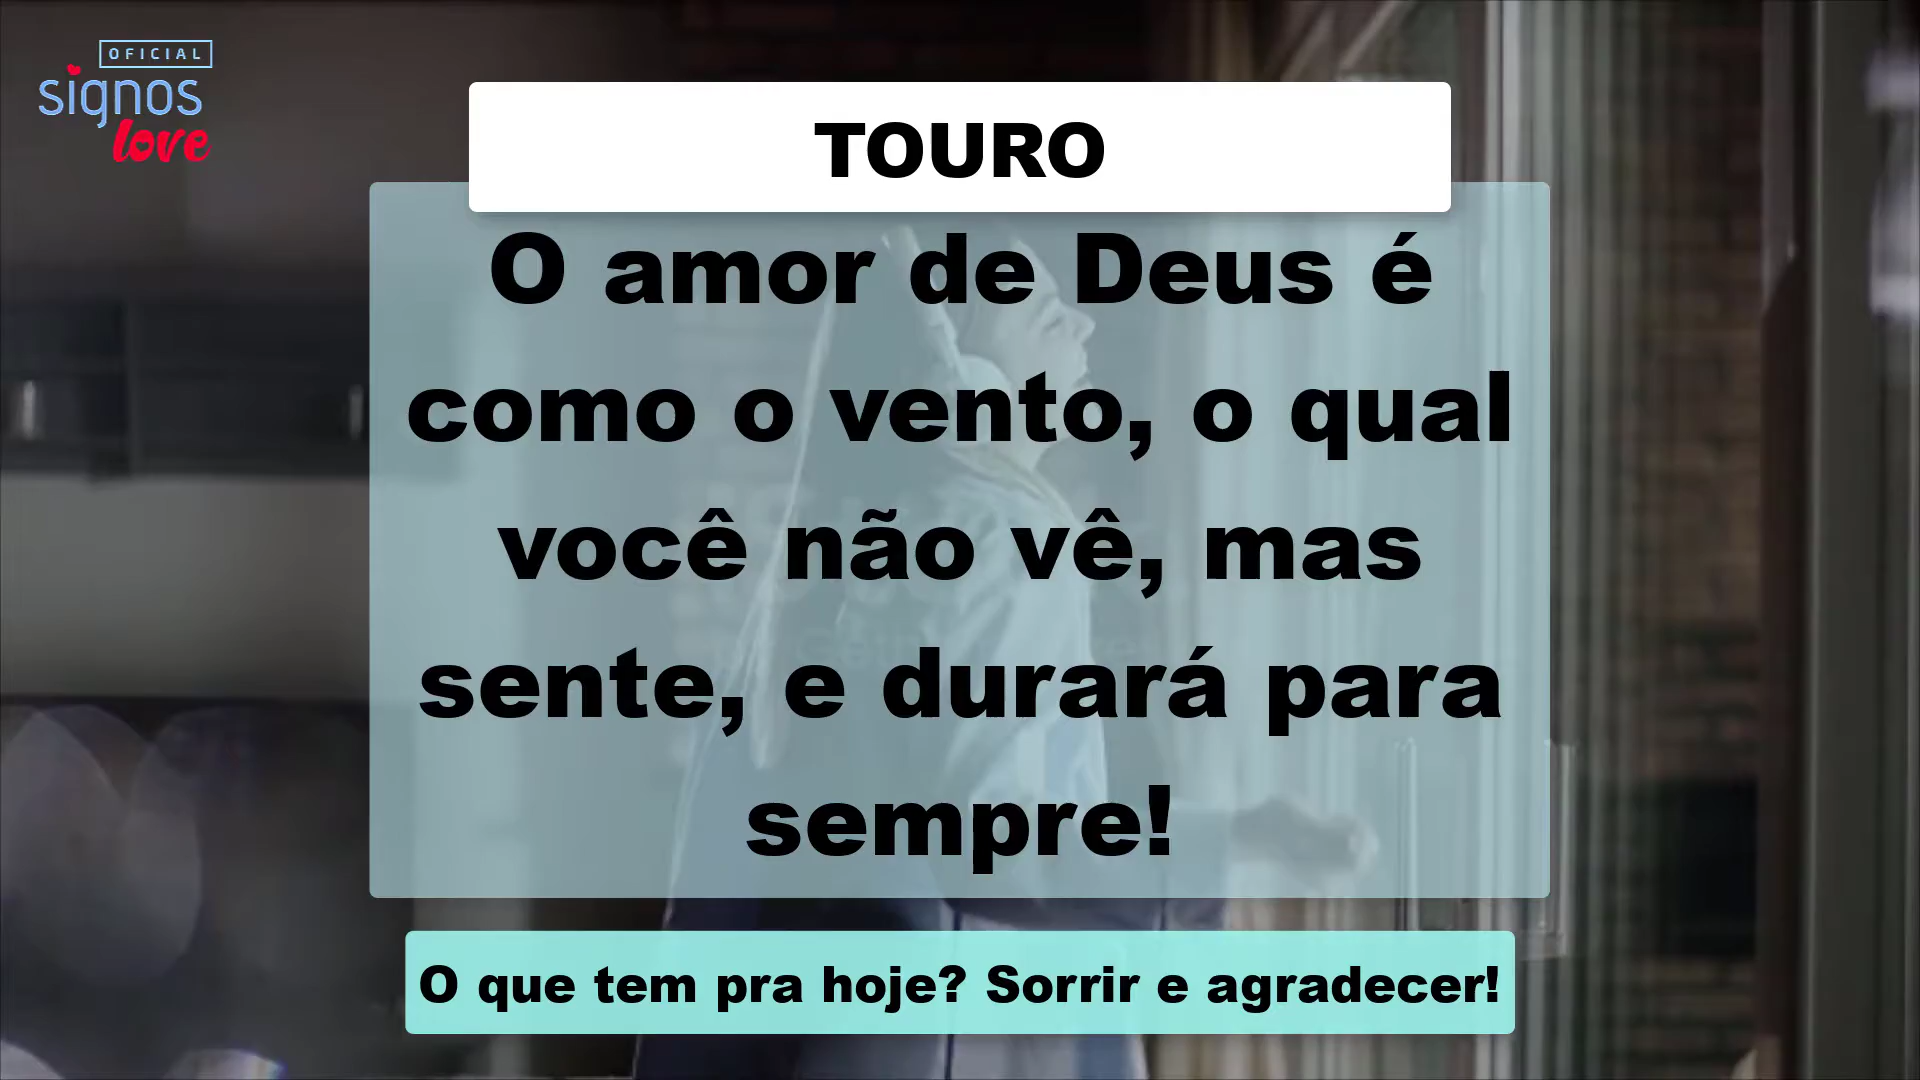 OFICIAL
signos
love
TOURO
O amor de Deus é
como o vento, o qual
você não vê, mas
sente, e durará para
sempre!
O que tem pra hoje? Sorrir e agradecer!